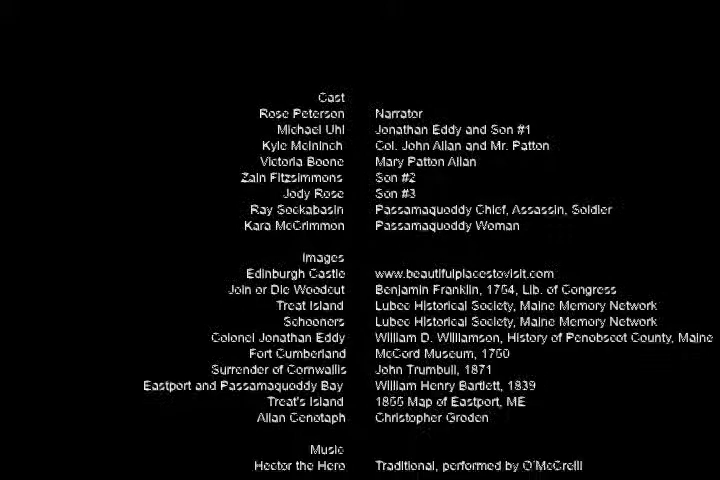 Cast
Rose Peterson Narrator
Michael Uhl Jonathan Eddy and Son #1
Kyle McIninch Col. John Allan and Mr. Patton
Victoria Boone Mary Patton Allan
Zain Fitzsimmons Son #2
Jody Rose Son #3
Ray Sockabasin Passamaquoddy Chief, Assassin, Soldier
Kara McCrimmon Passamaquoddy Woman
Images
Edinburgh Castle www.beautifulplacestovisit.com
Join or Die Woodcut Benjamin Franklin, 1754, Lib. of Congress
Treat Island Lubec Historical Society, Maine Memory Network
Schooners Lubec Historical Society, Maine Memory Network
Colonel Jonathan Eddy William D. Williamson, History of Penobscot County, Maine
Fort Cumberland McCord Museum, 1750
Surrender of Cornwallis John Trumbull, 1871
Eastport and Passamaquoddy Bay William Henry Bartlett, 1839
Treat's Island 1855 Map of Eastport, ME
Allan Cenotaph Christopher Groden
Music
Hector the Hero Traditional, performed by